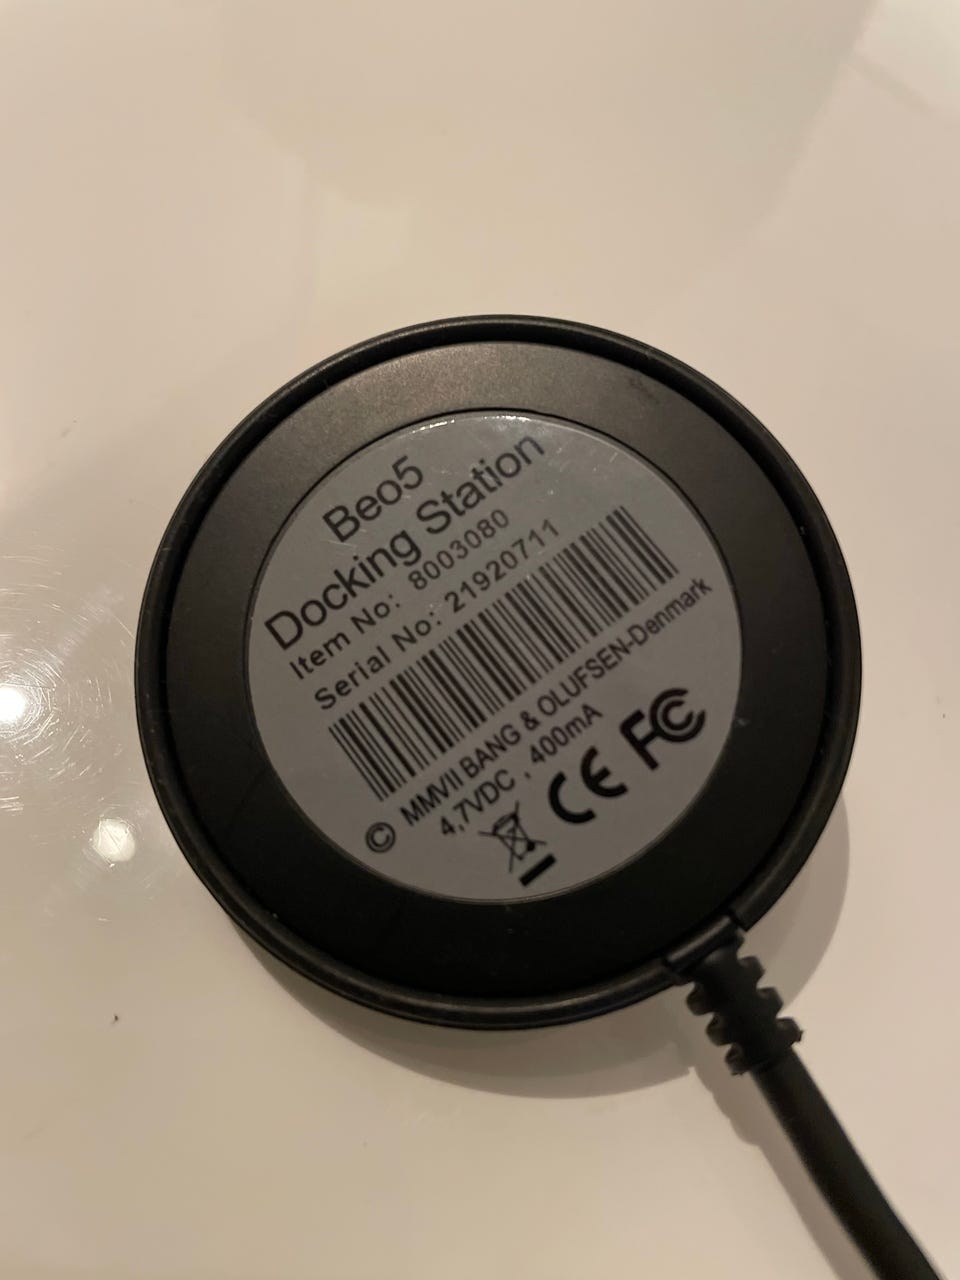 Beo5
Docking Station
Item No: 8003080
Serial No: 21920711
© MMVII BANG & OLUFSEN-Denmark
4,7VDC , 400mA
CE FC